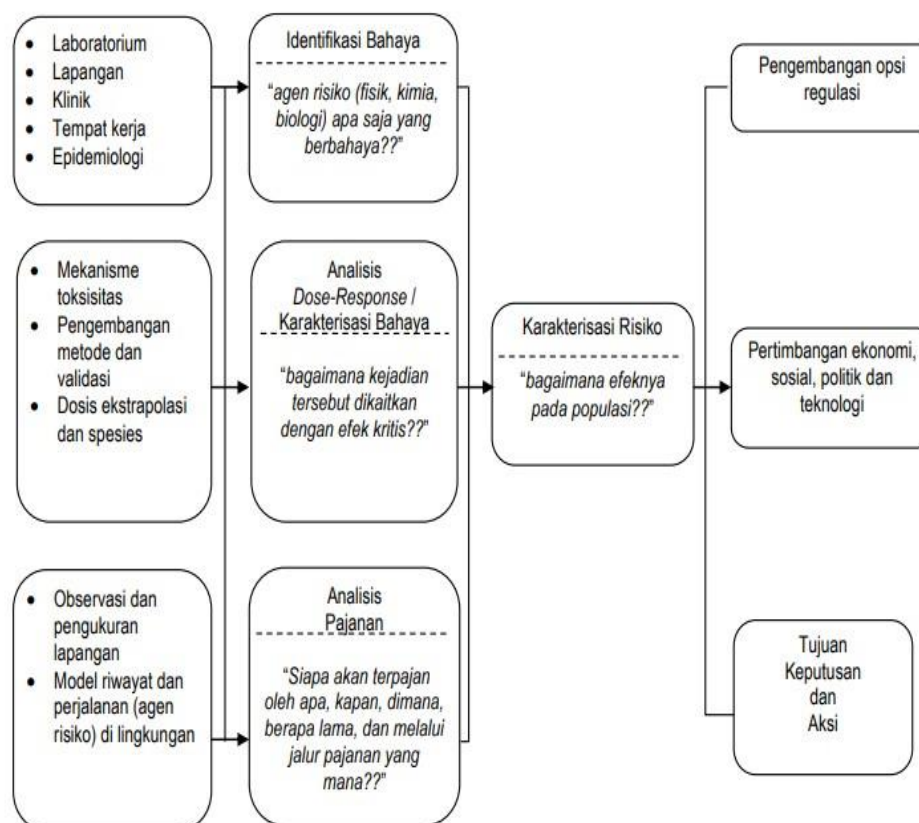 • Laboratorium
• Lapangan
• Klinik
• Tempat kerja
• Epidemiologi
Identifikasi Bahaya
“agen risiko (fisik, kimia,
biologi) apa saja yang
berbahaya??”
Pengembangan opsi
regulasi
• Mekanisme
toksisitas
• Pengembangan
metode dan
validasi
• Dosis ekstrapolasi
dan spesies
Analisis
Dose-Response /
Karakterisasi Bahaya
“bagaimana kejadian
tersebut dikaitkan
dengan efek kritis??”
Karakterisasi Risiko
“bagaimana efeknya
pada populasi??”
Pertimbangan ekonomi,
sosial, politik dan
teknologi
• Observasi dan
pengukuran
lapangan
• Model riwayat dan
perjalanan (agen
risiko) di lingkungan
Analisis
Pajanan
“Siapa akan terpajan
oleh apa, kapan, dimana,
berapa lama, dan melalui
jalur pajanan yang
mana??”
Tujuan
Keputusan
dan
Aksi